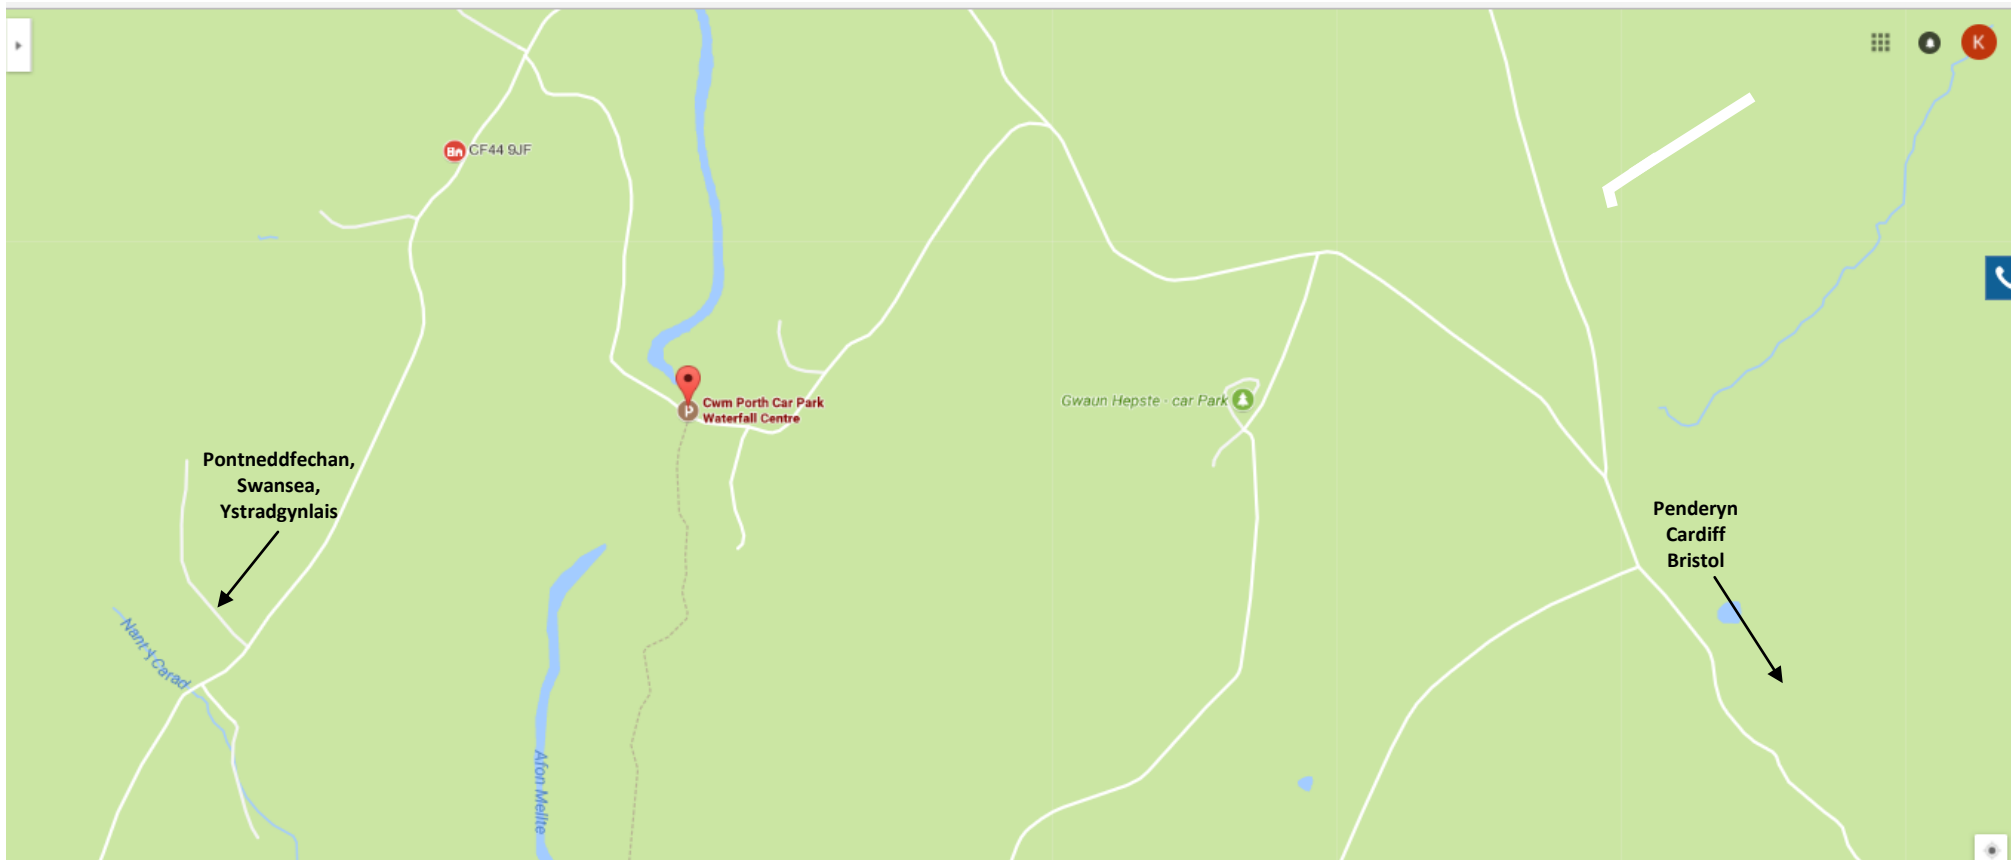 K
CF44 9JF
Cwm Porth Car Park
Waterfall Centre
P
Gwaun Hepste - car Park
Pontneddfechan,
Swansea,
Ystradgynlais
Penderyn
Cardiff
Bristol
Nant y Carad
Afon Mellte